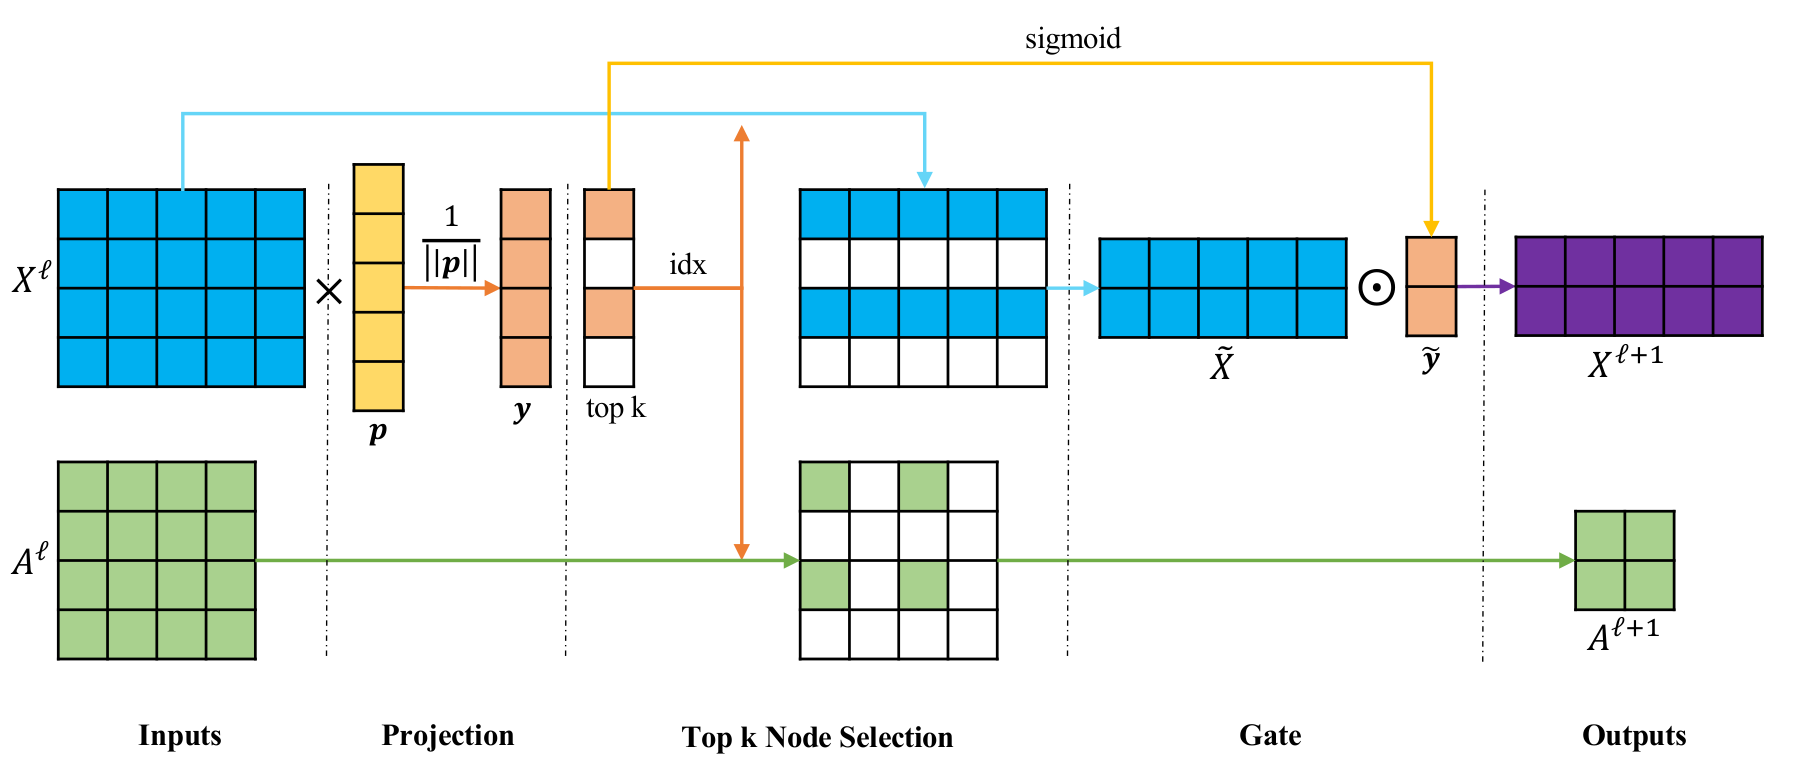 sigmoid
X^ℓ
×
1
||p||
idx
⊙
p
y
top k
X̃
ỹ
X^{ℓ+1}
A^ℓ
A^{ℓ+1}
Inputs
Projection
Top k Node Selection
Gate
Outputs